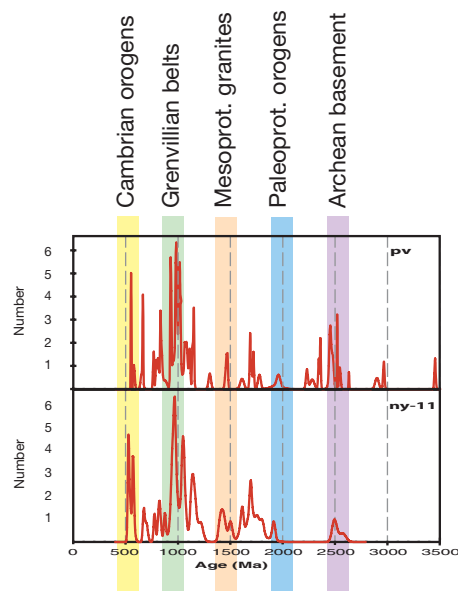 Cambrian orogens
Grenvillian belts
Mesoprot. granites
Paleoprot. orogens
Archean basement
pv
Number
6
5
4
3
2
1
ny-11
Number
6
5
4
3
2
1
0 500 1000 1500 2000 2500 3000 3500
Age (Ma)